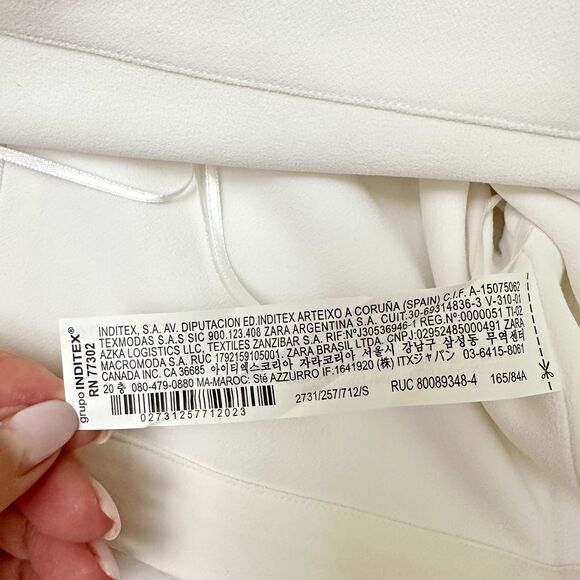 grupo INDITEX®
RN 77302
INDITEX, S.A. AV. DIPUTACION ED.INDITEX ARTEIXO A CORUÑA (SPAIN) C.I.F. A-15075062
TEXMODAS S.A.S SIC 900.123.408 ZARA ARGENTINA S.A. CUIT:30-69314836-3 V-310-01
AZKA LOGISTICS LLC TEXTILES ZANZIBAR RIF:NºJ30536946-1 REG.Nº:0000051 TI-02
MACROMODA S.A. RUC 1792159105001. ZARA BRASIL LTDA. CNPJ:02952485000491 ZARA
CANADA INC. CA 36685 아이티엑스코리아 자라코리아 서울시 강남구 삼성동 무역센터
20 층 080-479-0880 MA-MAROC: Sté AZZURRO IF:1641920 (株) ITXジャパン 03-6415-8061
02731257712023
2731/257/712/S
RUC 80089348-4
165/84A